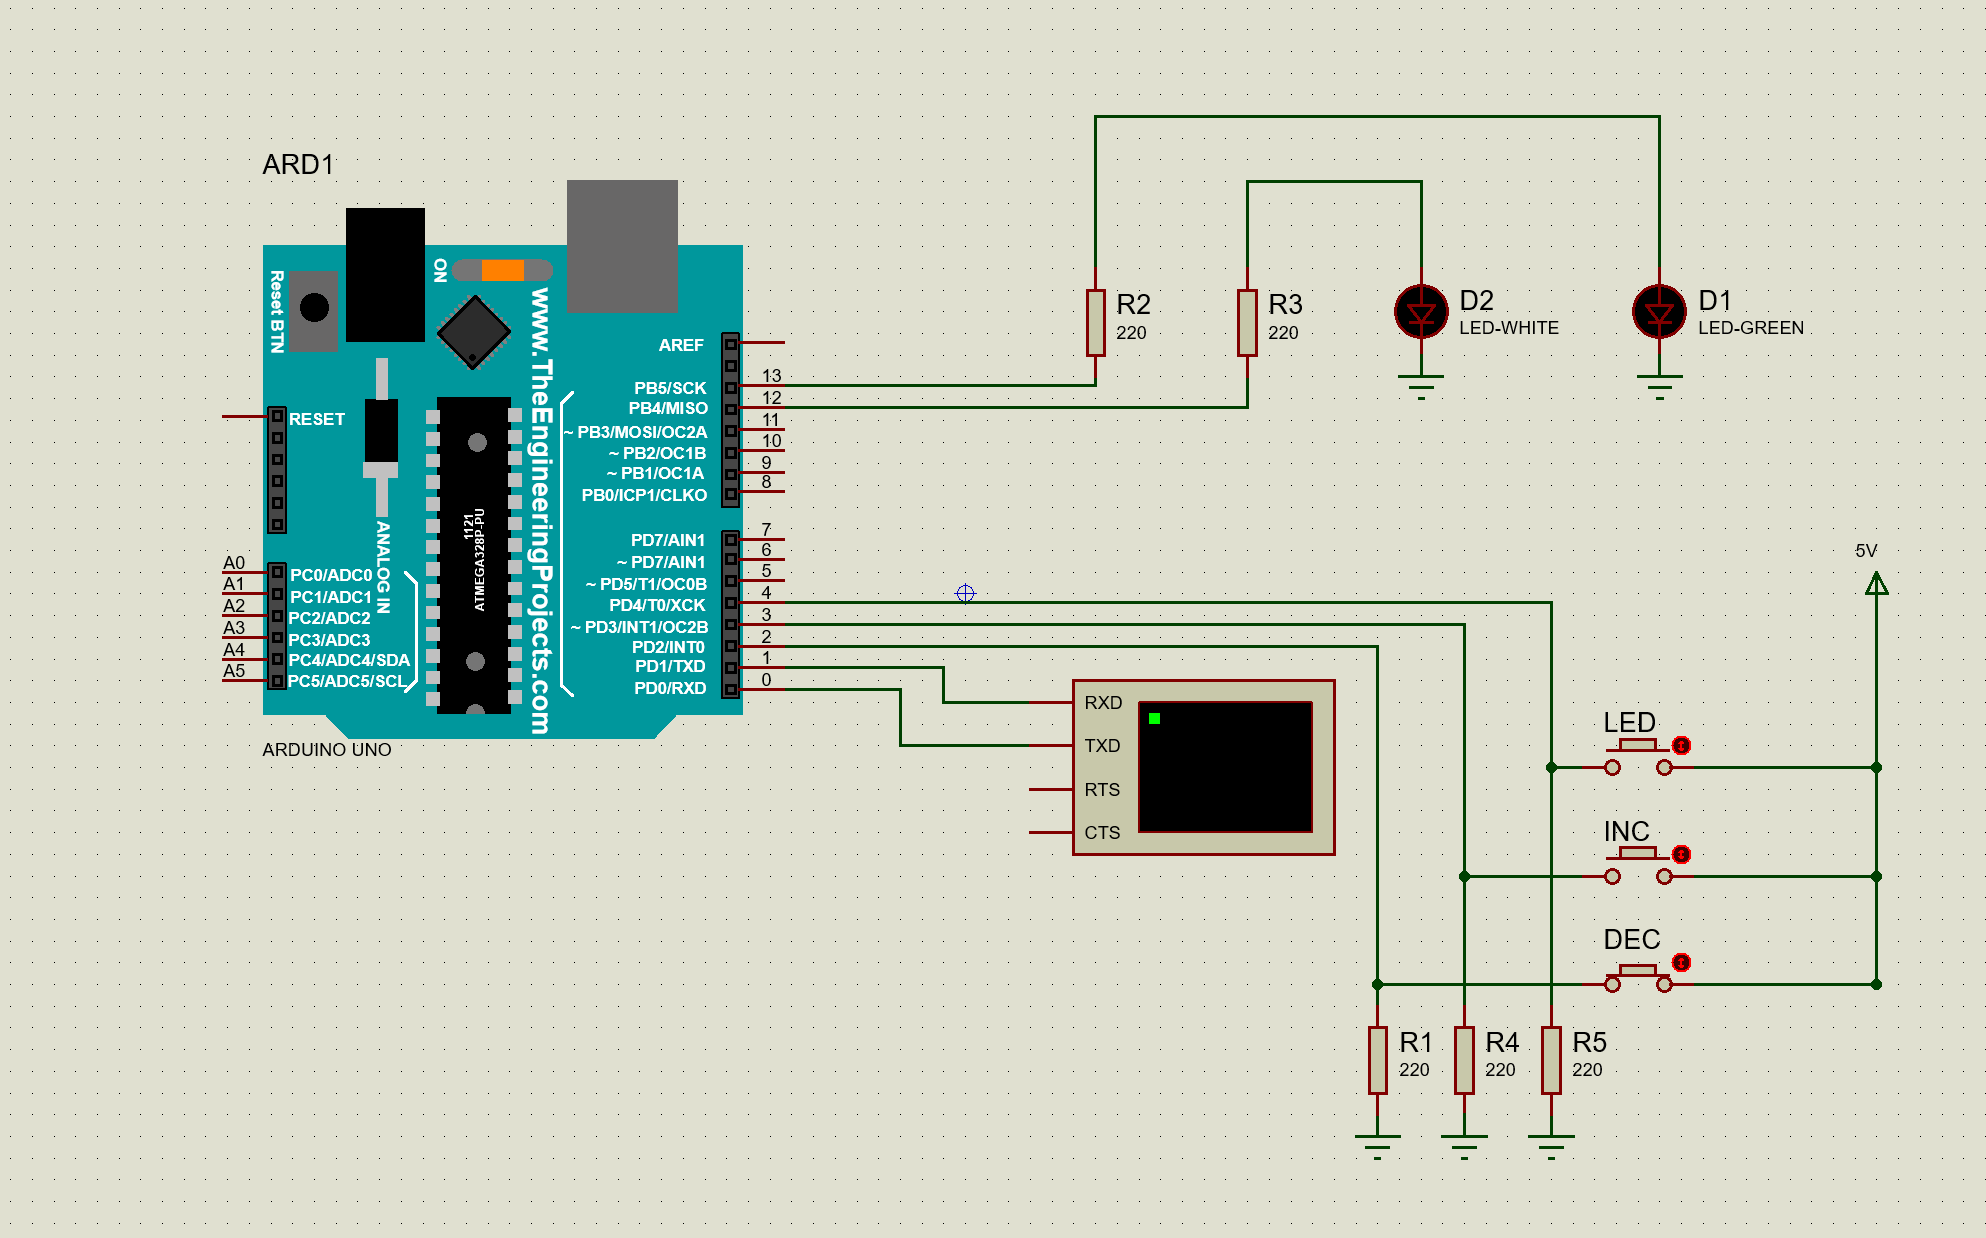 ARD1
ON
Reset BTN
www.TheEngineeringProjects.com
AREF
RESET
PB5/SCK
13
PB4/MISO
12
~ PB3/MOSI/OC2A
11
~ PB2/OC1B
10
~ PB1/OC1A
9
PB0/ICP1/CLKO
8
1121
ATMEGA328P-PU
ANALOG IN
PD7/AIN1
7
~ PD7/AIN1
6
~ PD5/T1/OC0B
5
PD4/T0/XCK
4
~ PD3/INT1/OC2B
3
PD2/INT0
2
PD1/TXD
1
PD0/RXD
0
A0
PC0/ADC0
A1
PC1/ADC1
A2
PC2/ADC2
A3
PC3/ADC3
A4
PC4/ADC4/SDA
A5
PC5/ADC5/SCL
ARDUINO UNO
R2
220
R3
220
D2
LED-WHITE
D1
LED-GREEN
RXD
TXD
RTS
CTS
5V
LED
INC
DEC
R1
220
R4
220
R5
220